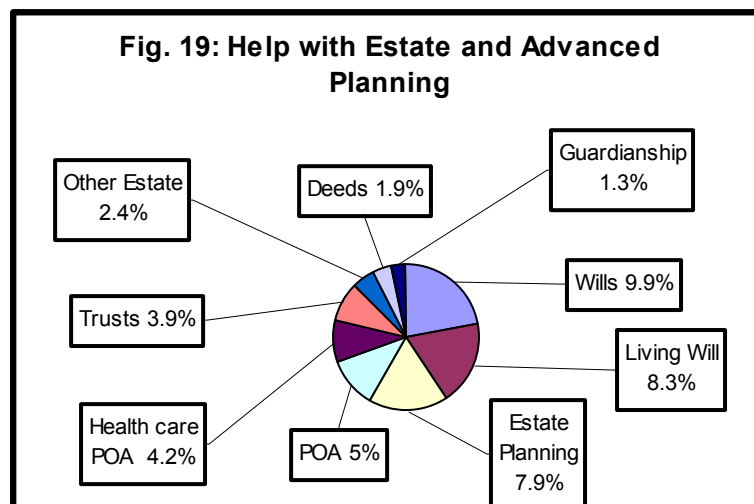 Fig. 19: Help with Estate and Advanced
Planning
Guardianship
1.3%
Other Estate
2.4%
Deeds 1.9%
Wills 9.9%
Trusts 3.9%
Living Will
8.3%
Health care
POA 4.2%
POA 5%
Estate
Planning
7.9%